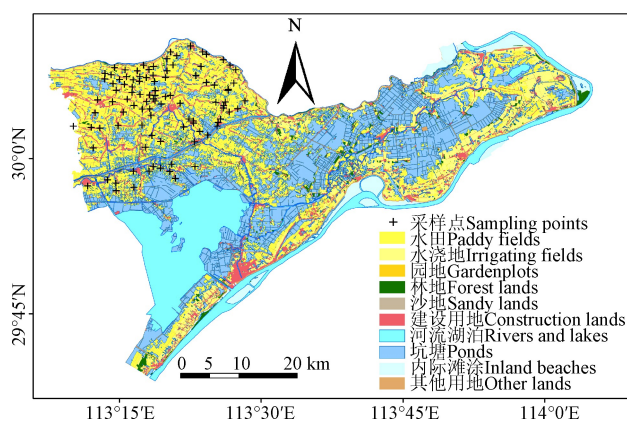 N
30°0′N
29°45′N
采样点Sampling points
水田Paddy fields
水浇地Irrigating fields
园地Gardenplots
林地Forest lands
沙地Sandy lands
建设用地Construction lands
河流湖泊Rivers and lakes
坑塘Ponds
内际滩涂Inland beaches
其他用地Other lands
0 5 10 20 km
113°15′E 113°30′E 113°45′E 114°0′E